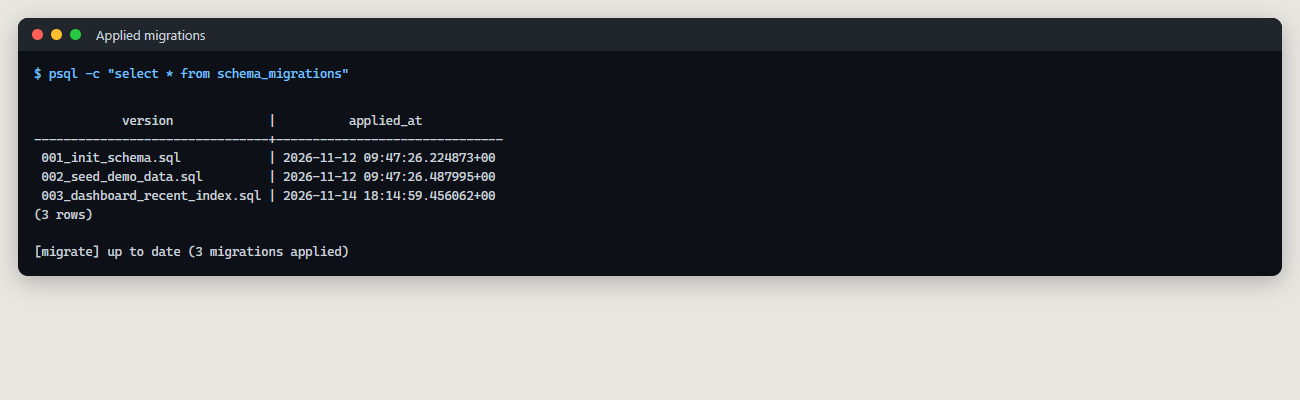 Applied migrations
$ psql -c "select * from schema_migrations"
            version             |          applied_at
--------------------------------+-------------------------------
 001_init_schema.sql            | 2026-11-12 09:47:26.224873+00
 002_seed_demo_data.sql         | 2026-11-12 09:47:26.487995+00
 003_dashboard_recent_index.sql | 2026-11-14 18:14:59.456062+00
(3 rows)
[migrate] up to date (3 migrations applied)